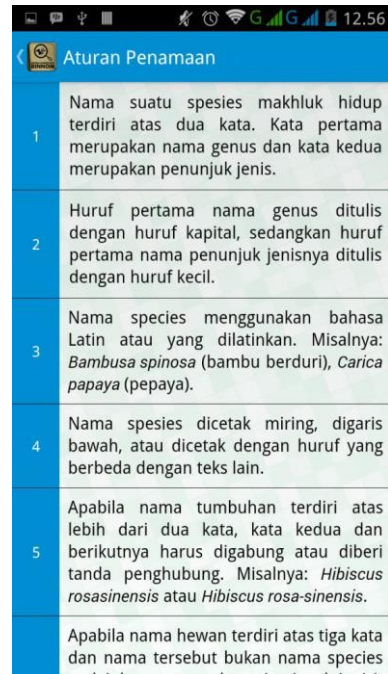 G G 12.56
BINNOM
Aturan Penamaan
1
Nama suatu spesies makhluk hidup
terdiri atas dua kata. Kata pertama
merupakan nama genus dan kata kedua
merupakan penunjuk jenis.
2
Huruf pertama nama genus ditulis
dengan huruf kapital, sedangkan huruf
pertama nama penunjuk jenisnya ditulis
dengan huruf kecil.
3
Nama species menggunakan bahasa
Latin atau yang dilatinkan. Misalnya:
Bambusa spinosa (bambu berduri), Carica
papaya (pepaya).
4
Nama spesies dicetak miring, digaris
bawah, atau dicetak dengan huruf yang
berbeda dengan teks lain.
5
Apabila nama tumbuhan terdiri atas
lebih dari dua kata, kata kedua dan
berikutnya harus digabung atau diberi
tanda penghubung. Misalnya: Hibiscus
rosasinensis atau Hibiscus rosa-sinensis.
Apabila nama hewan terdiri atas tiga kata
dan nama tersebut bukan nama species